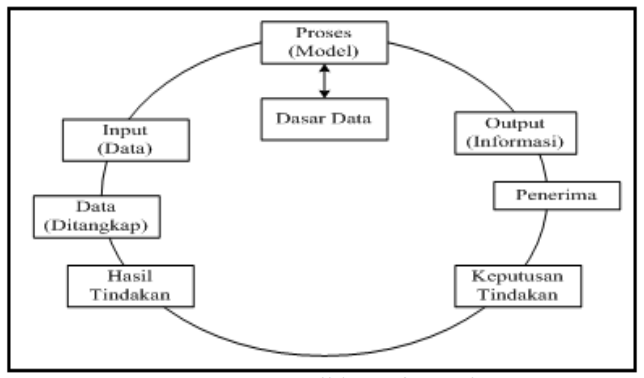 Proses
(Model)
Dasar Data
Input
(Data)
Output
(Informasi)
Data
(Ditangkap)
Penerima
Hasil
Tindakan
Keputusan
Tindakan